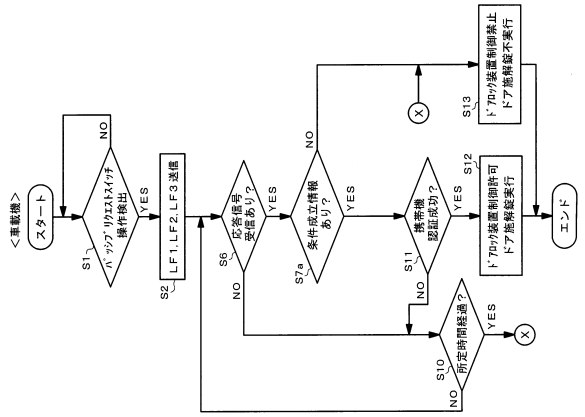 <車載機>
スタート
S1
パッシブリクエストスイッチ
操作検出
NO
YES
S2
LF1,LF2,LF3送信
S6
応答信号
受信あり?
NO
YES
S7a
条件成立情報
あり?
NO
YES
S11
携帯機
認証成功?
NO
YES
S10
所定時間経過?
NO
YES
X
X
S12
ドアロック装置制御許可
ドア施解錠実行
S13
ドアロック装置制御禁止
ドア施解錠不実行
エンド